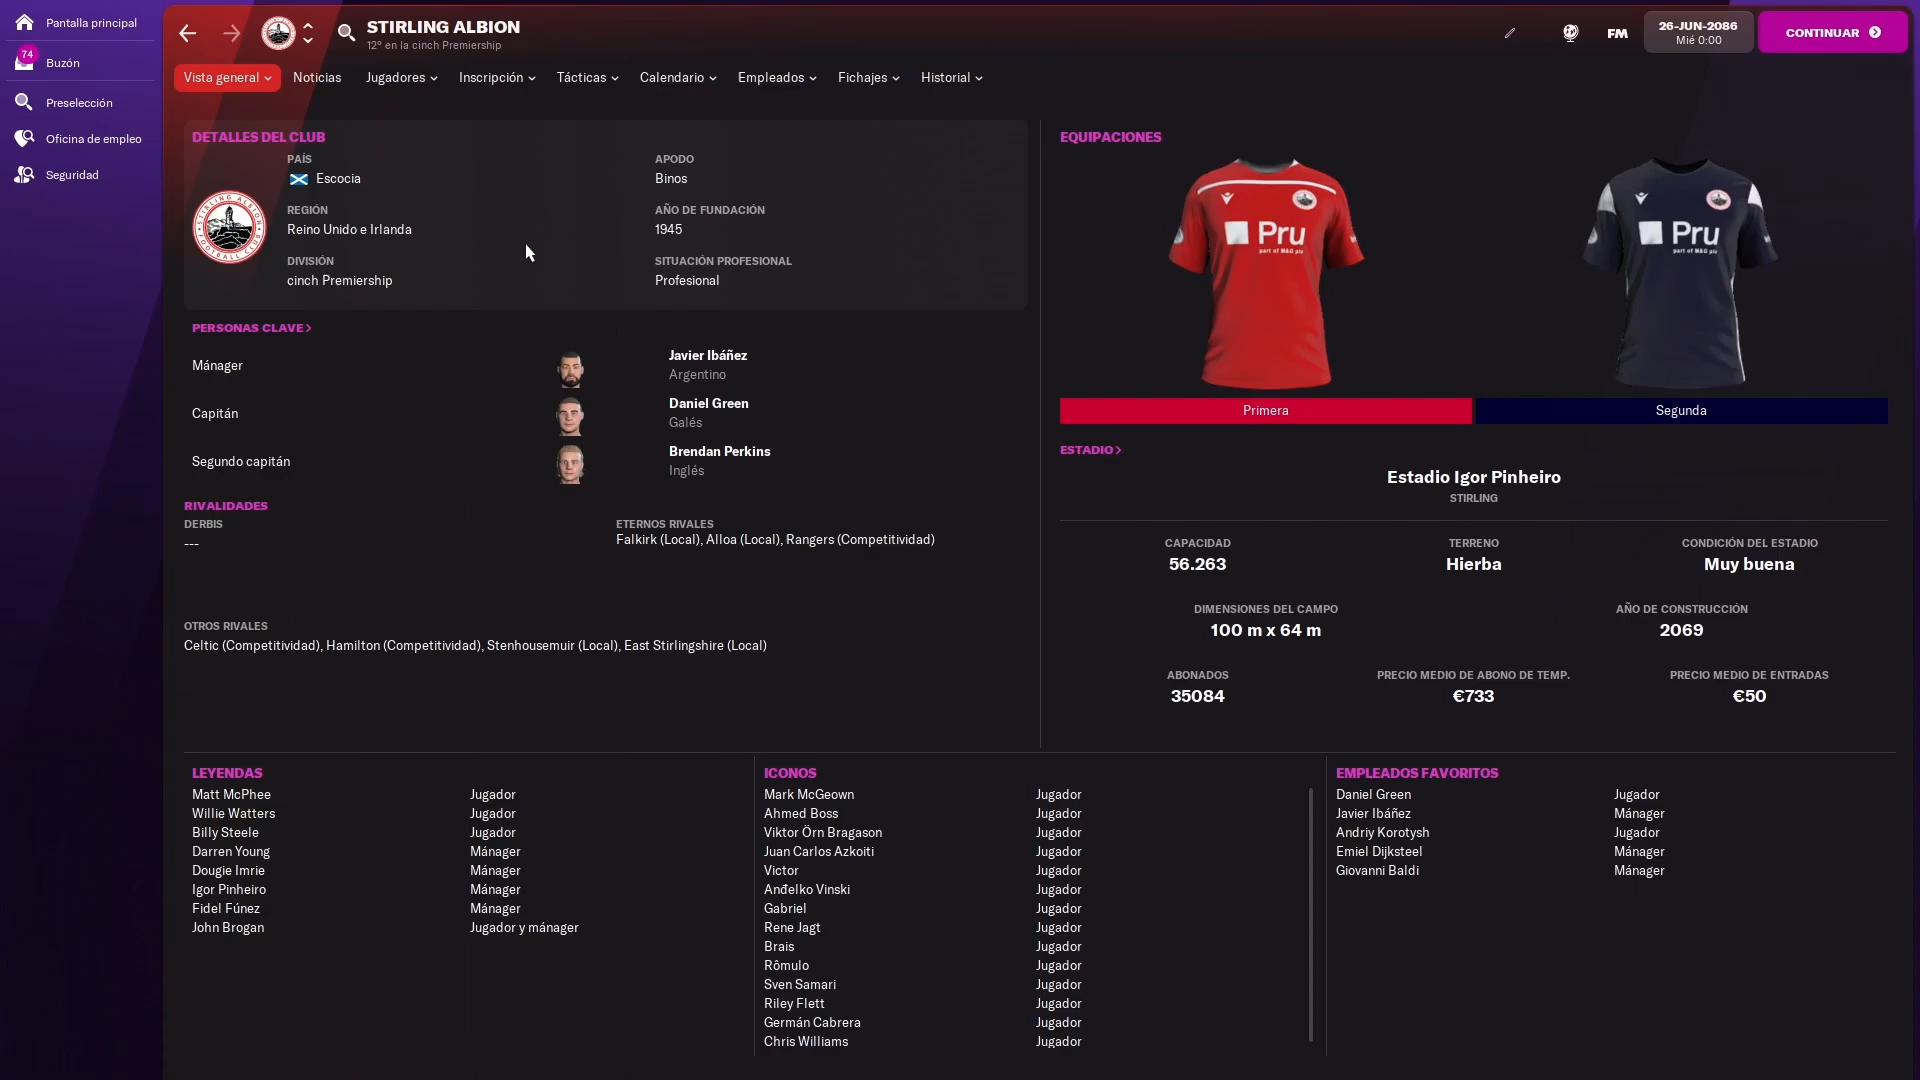 Pantalla principal
74
Buzón
Preselección
Oficina de empleo
Seguridad
STIRLING ALBION
12º en la cinch Premiership
FM
26-JUN-2086
Mié 0:00
CONTINUAR
Vista general
Noticias
Jugadores
Inscripción
Tácticas
Calendario
Empleados
Fichajes
Historial
DETALLES DEL CLUB
STIRLING ALBION
FOOTBALL CLUB
PAÍS
Escocia
REGIÓN
Reino Unido e Irlanda
DIVISIÓN
cinch Premiership
APODO
Binos
AÑO DE FUNDACIÓN
1945
SITUACIÓN PROFESIONAL
Profesional
PERSONAS CLAVE
Mánager
Javier Ibáñez
Argentino
Capitán
Daniel Green
Galés
Segundo capitán
Brendan Perkins
Inglés
RIVALIDADES
DERBIS
---
ETERNOS RIVALES
Falkirk (Local), Alloa (Local), Rangers (Competitividad)
OTROS RIVALES
Celtic (Competitividad), Hamilton (Competitividad), Stenhousemuir (Local), East Stirlingshire (Local)
EQUIPACIONES
Pru
part of M&G plc
Pru
part of M&G plc
Primera
Segunda
ESTADIO
Estadio Igor Pinheiro
STIRLING
CAPACIDAD
56.263
TERRENO
Hierba
CONDICIÓN DEL ESTADIO
Muy buena
DIMENSIONES DEL CAMPO
100 m x 64 m
AÑO DE CONSTRUCCIÓN
2069
ABONADOS
35084
PRECIO MEDIO DE ABONO DE TEMP.
€733
PRECIO MEDIO DE ENTRADAS
€50
LEYENDAS
Matt McPhee Jugador
Willie Watters Jugador
Billy Steele Jugador
Darren Young Mánager
Dougie Imrie Mánager
Igor Pinheiro Mánager
Fidel Fúnez Mánager
John Brogan Jugador y mánager
ICONOS
Mark McGeown Jugador
Ahmed Boss Jugador
Viktor Örn Bragason Jugador
Juan Carlos Azkoiti Jugador
Victor Jugador
Anđelko Vinski Jugador
Gabriel Jugador
Rene Jagt Jugador
Brais Jugador
Rômulo Jugador
Sven Samari Jugador
Riley Flett Jugador
Germán Cabrera Jugador
Chris Williams Jugador
EMPLEADOS FAVORITOS
Daniel Green Jugador
Javier Ibáñez Mánager
Andriy Korotysh Jugador
Emiel Dijksteel Mánager
Giovanni Baldi Mánager